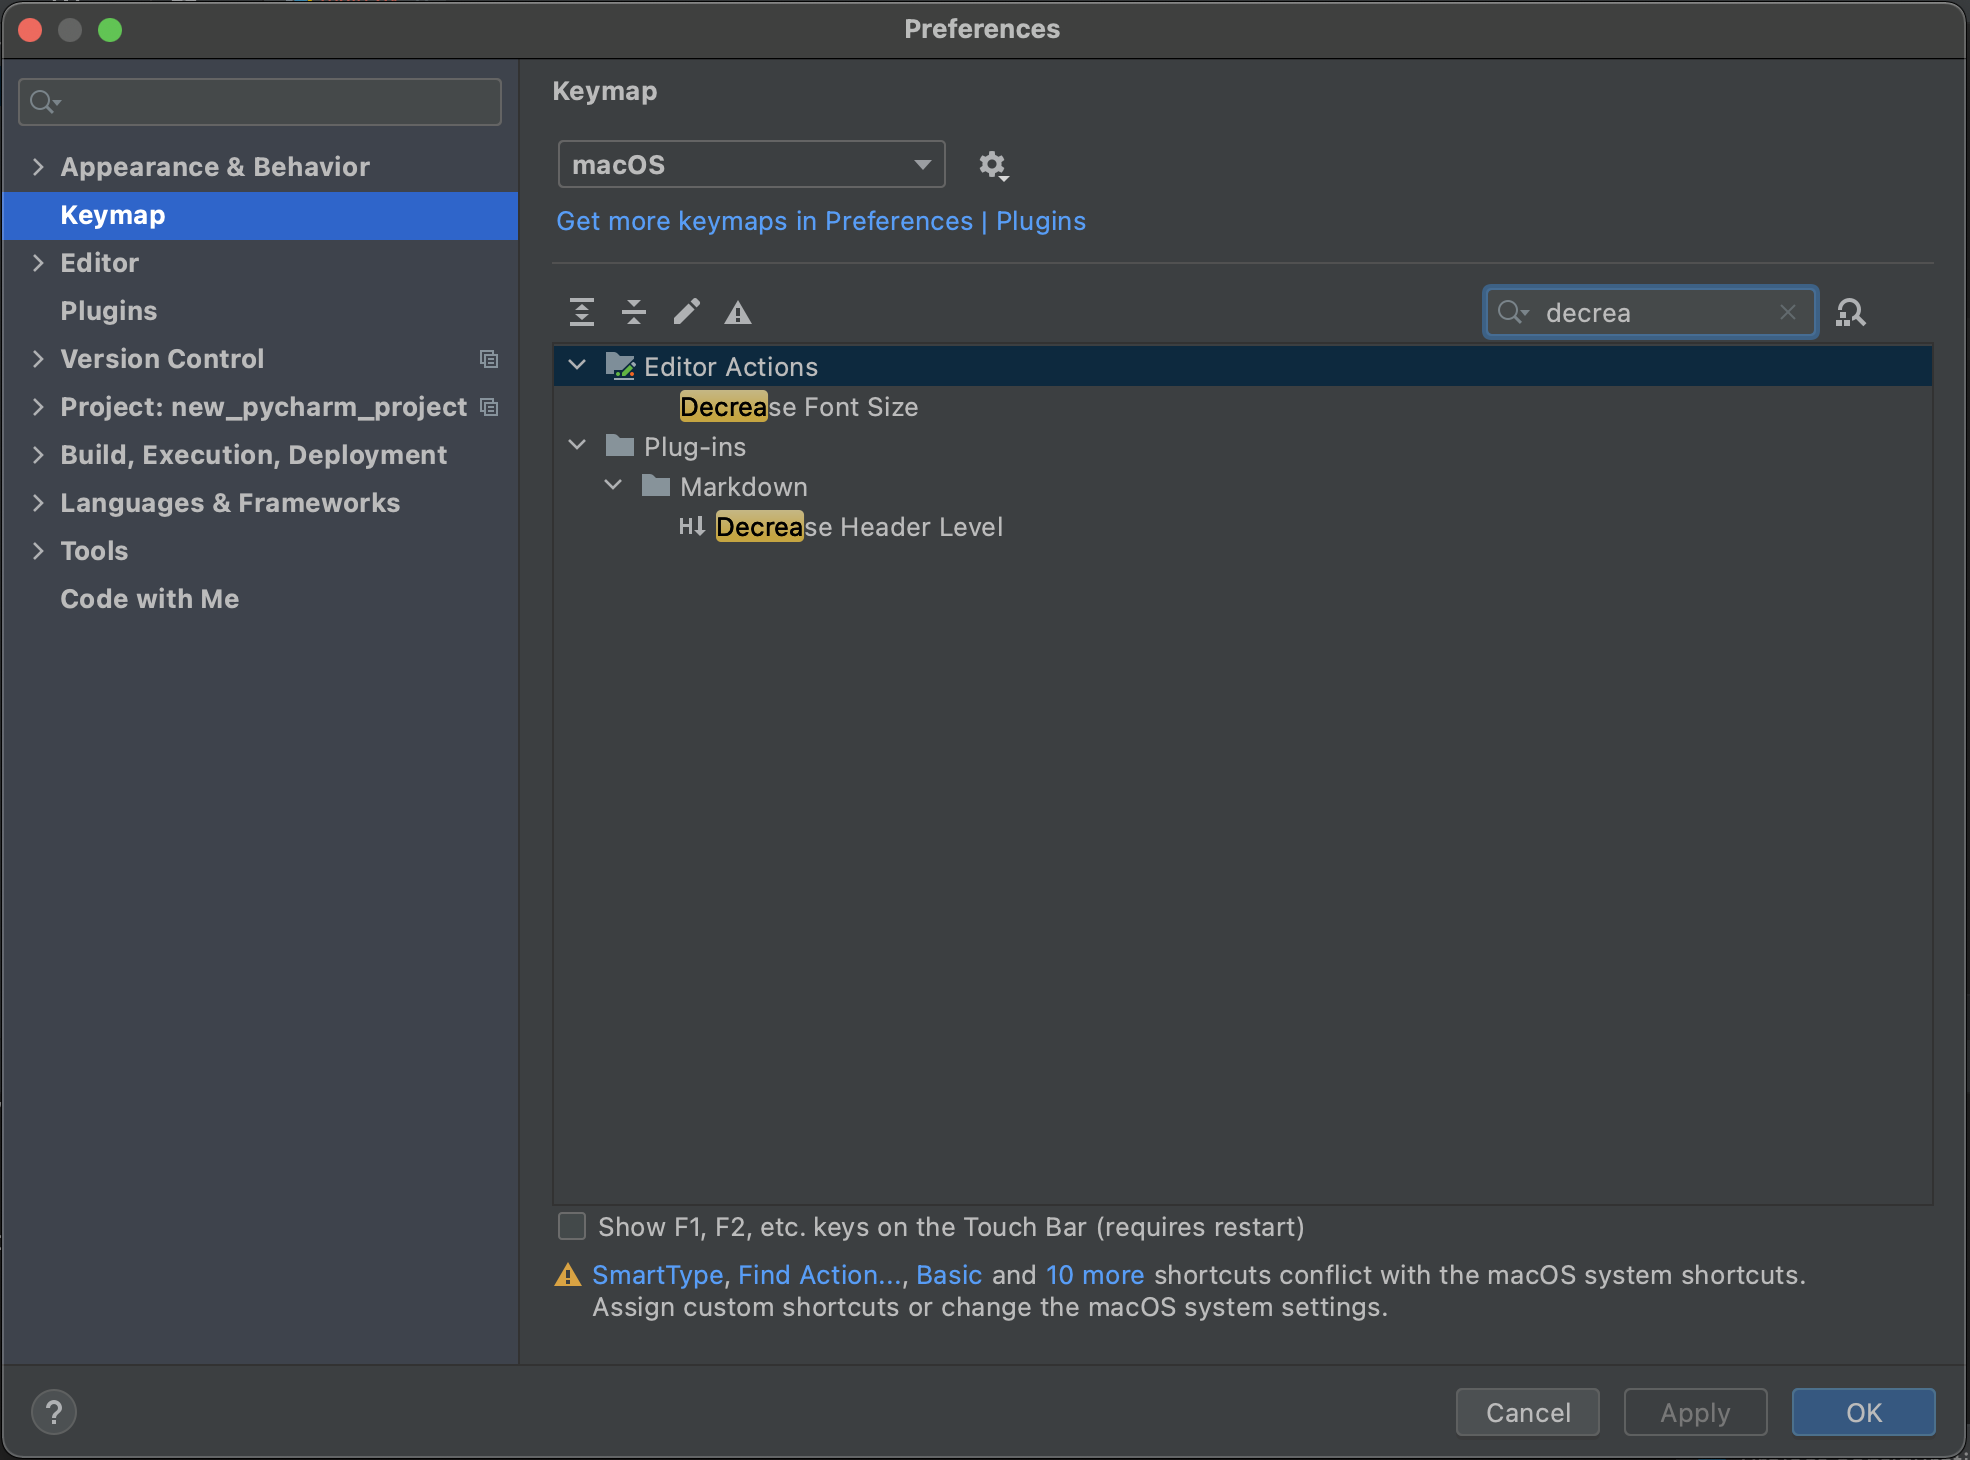 Preferences
Keymap
Appearance & Behavior
Keymap
Editor
Plugins
Version Control
Project: new_pycharm_project
Build, Execution, Deployment
Languages & Frameworks
Tools
Code with Me
macOS
Get more keymaps in Preferences | Plugins
decrea
Editor Actions
Decrease Font Size
Plug-ins
Markdown
H↓ Decrease Header Level
Show F1, F2, etc. keys on the Touch Bar (requires restart)
SmartType, Find Action..., Basic and 10 more shortcuts conflict with the macOS system shortcuts.
Assign custom shortcuts or change the macOS system settings.
?
Cancel
Apply
OK